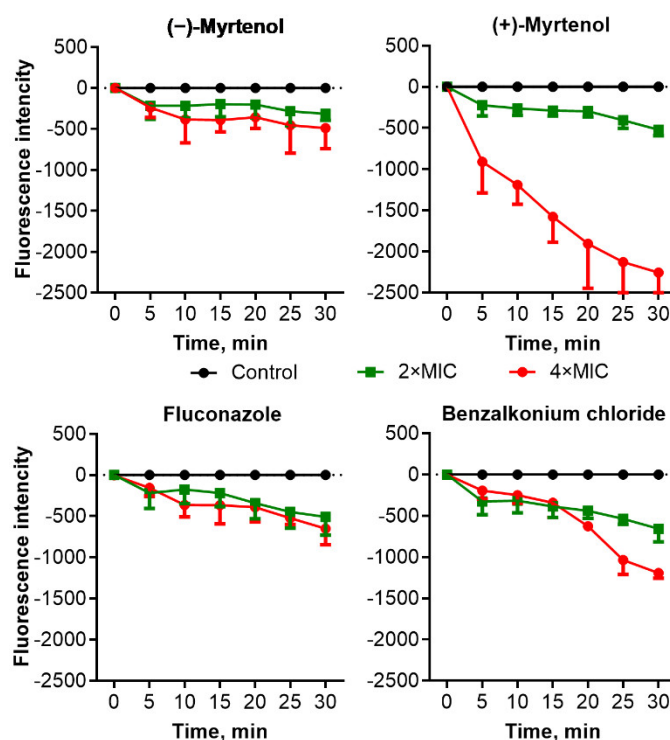 (−)-Myrtenol
(+)-Myrtenol
Fluorescence intencity
500
0
-500
-1000
-1500
-2000
-2500
0 5 10 15 20 25 30
Time, min
500
0
-500
-1000
-1500
-2000
-2500
0 5 10 15 20 25 30
Time, min
Control 2×MIC 4×MIC
Fluconazole
Benzalkonium chloride
Fluorescence intencity
500
0
-500
-1000
-1500
-2000
-2500
0 5 10 15 20 25 30
Time, min
500
0
-500
-1000
-1500
-2000
-2500
0 5 10 15 20 25 30
Time, min